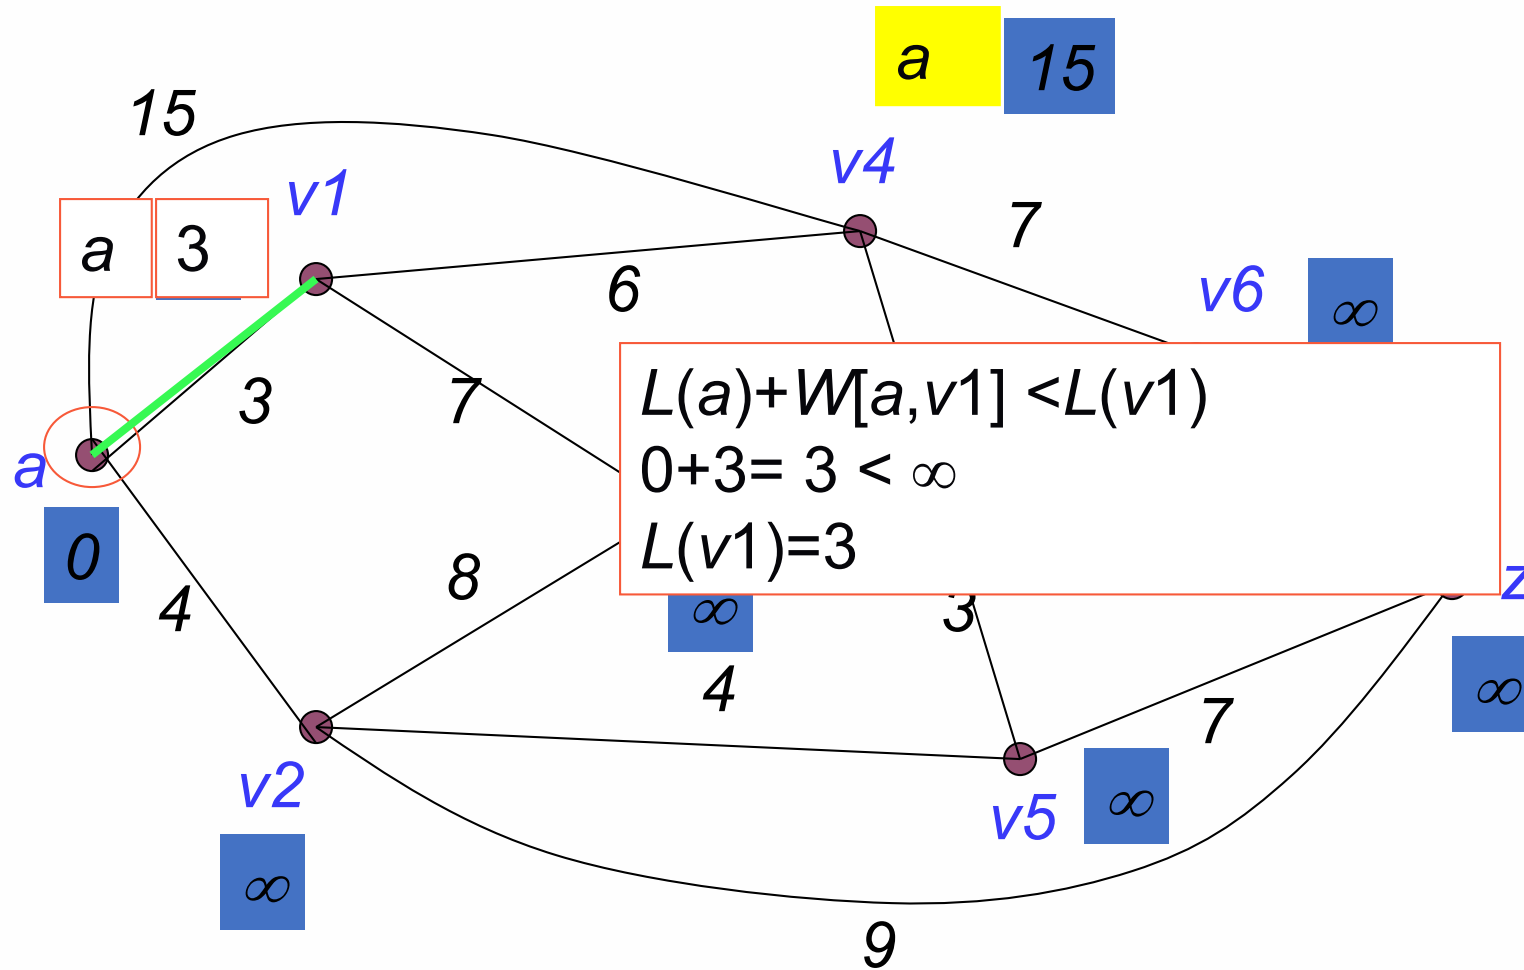 a 15
15
v4
v1
7
a 3
6
v6 ∞
3
7
L(a)+W[a,v1] <L(v1)
0+3= 3 < ∞
L(v1)=3
a
0
8
4
z
∞
3
4
∞
7
v2
v5 ∞
∞
9